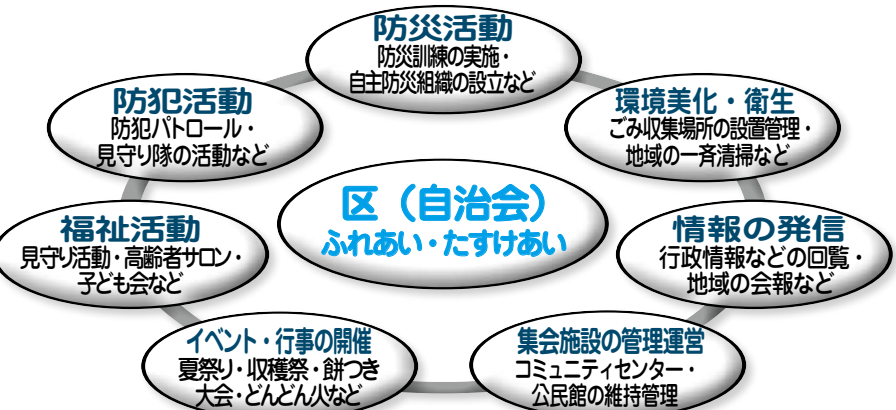 防災活動
防災訓練の実施・
自主防災組織の設立など
防犯活動
防犯パトロール・
見守り隊の活動など
環境美化・衛生
ごみ収集場所の設置管理・
地域の一斉清掃など
区（自治会）
ふれあい・たすけあい
福祉活動
見守り活動・高齢者サロン・
子ども会など
情報の発信
行政情報などの回覧・
地域の会報など
イベント・行事の開催
夏祭り・収穫祭・餅つき
大会・どんどん火など
集会施設の管理運営
コミュニティセンター・
公民館の維持管理